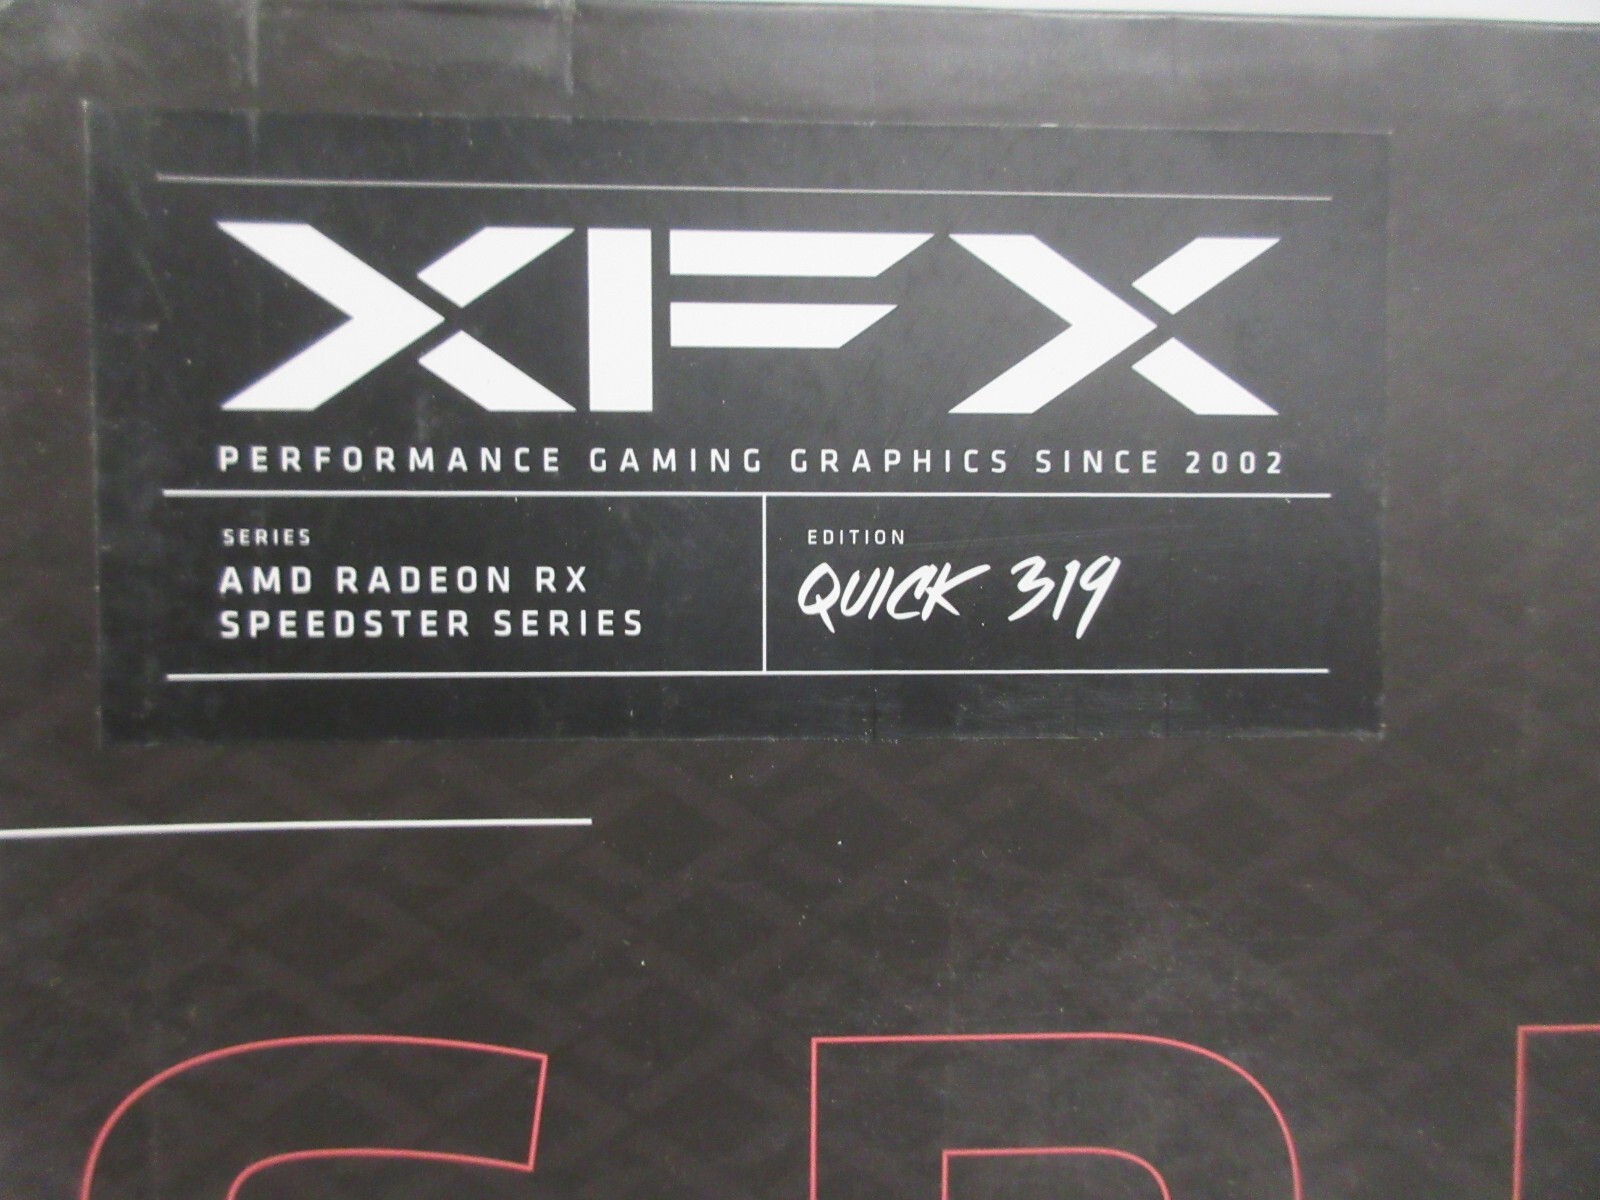 XFX
PERFORMANCE GAMING GRAPHICS SINCE 2002
SERIES
AMD RADEON RX
SPEEDSTER SERIES
EDITION
QUICK 319